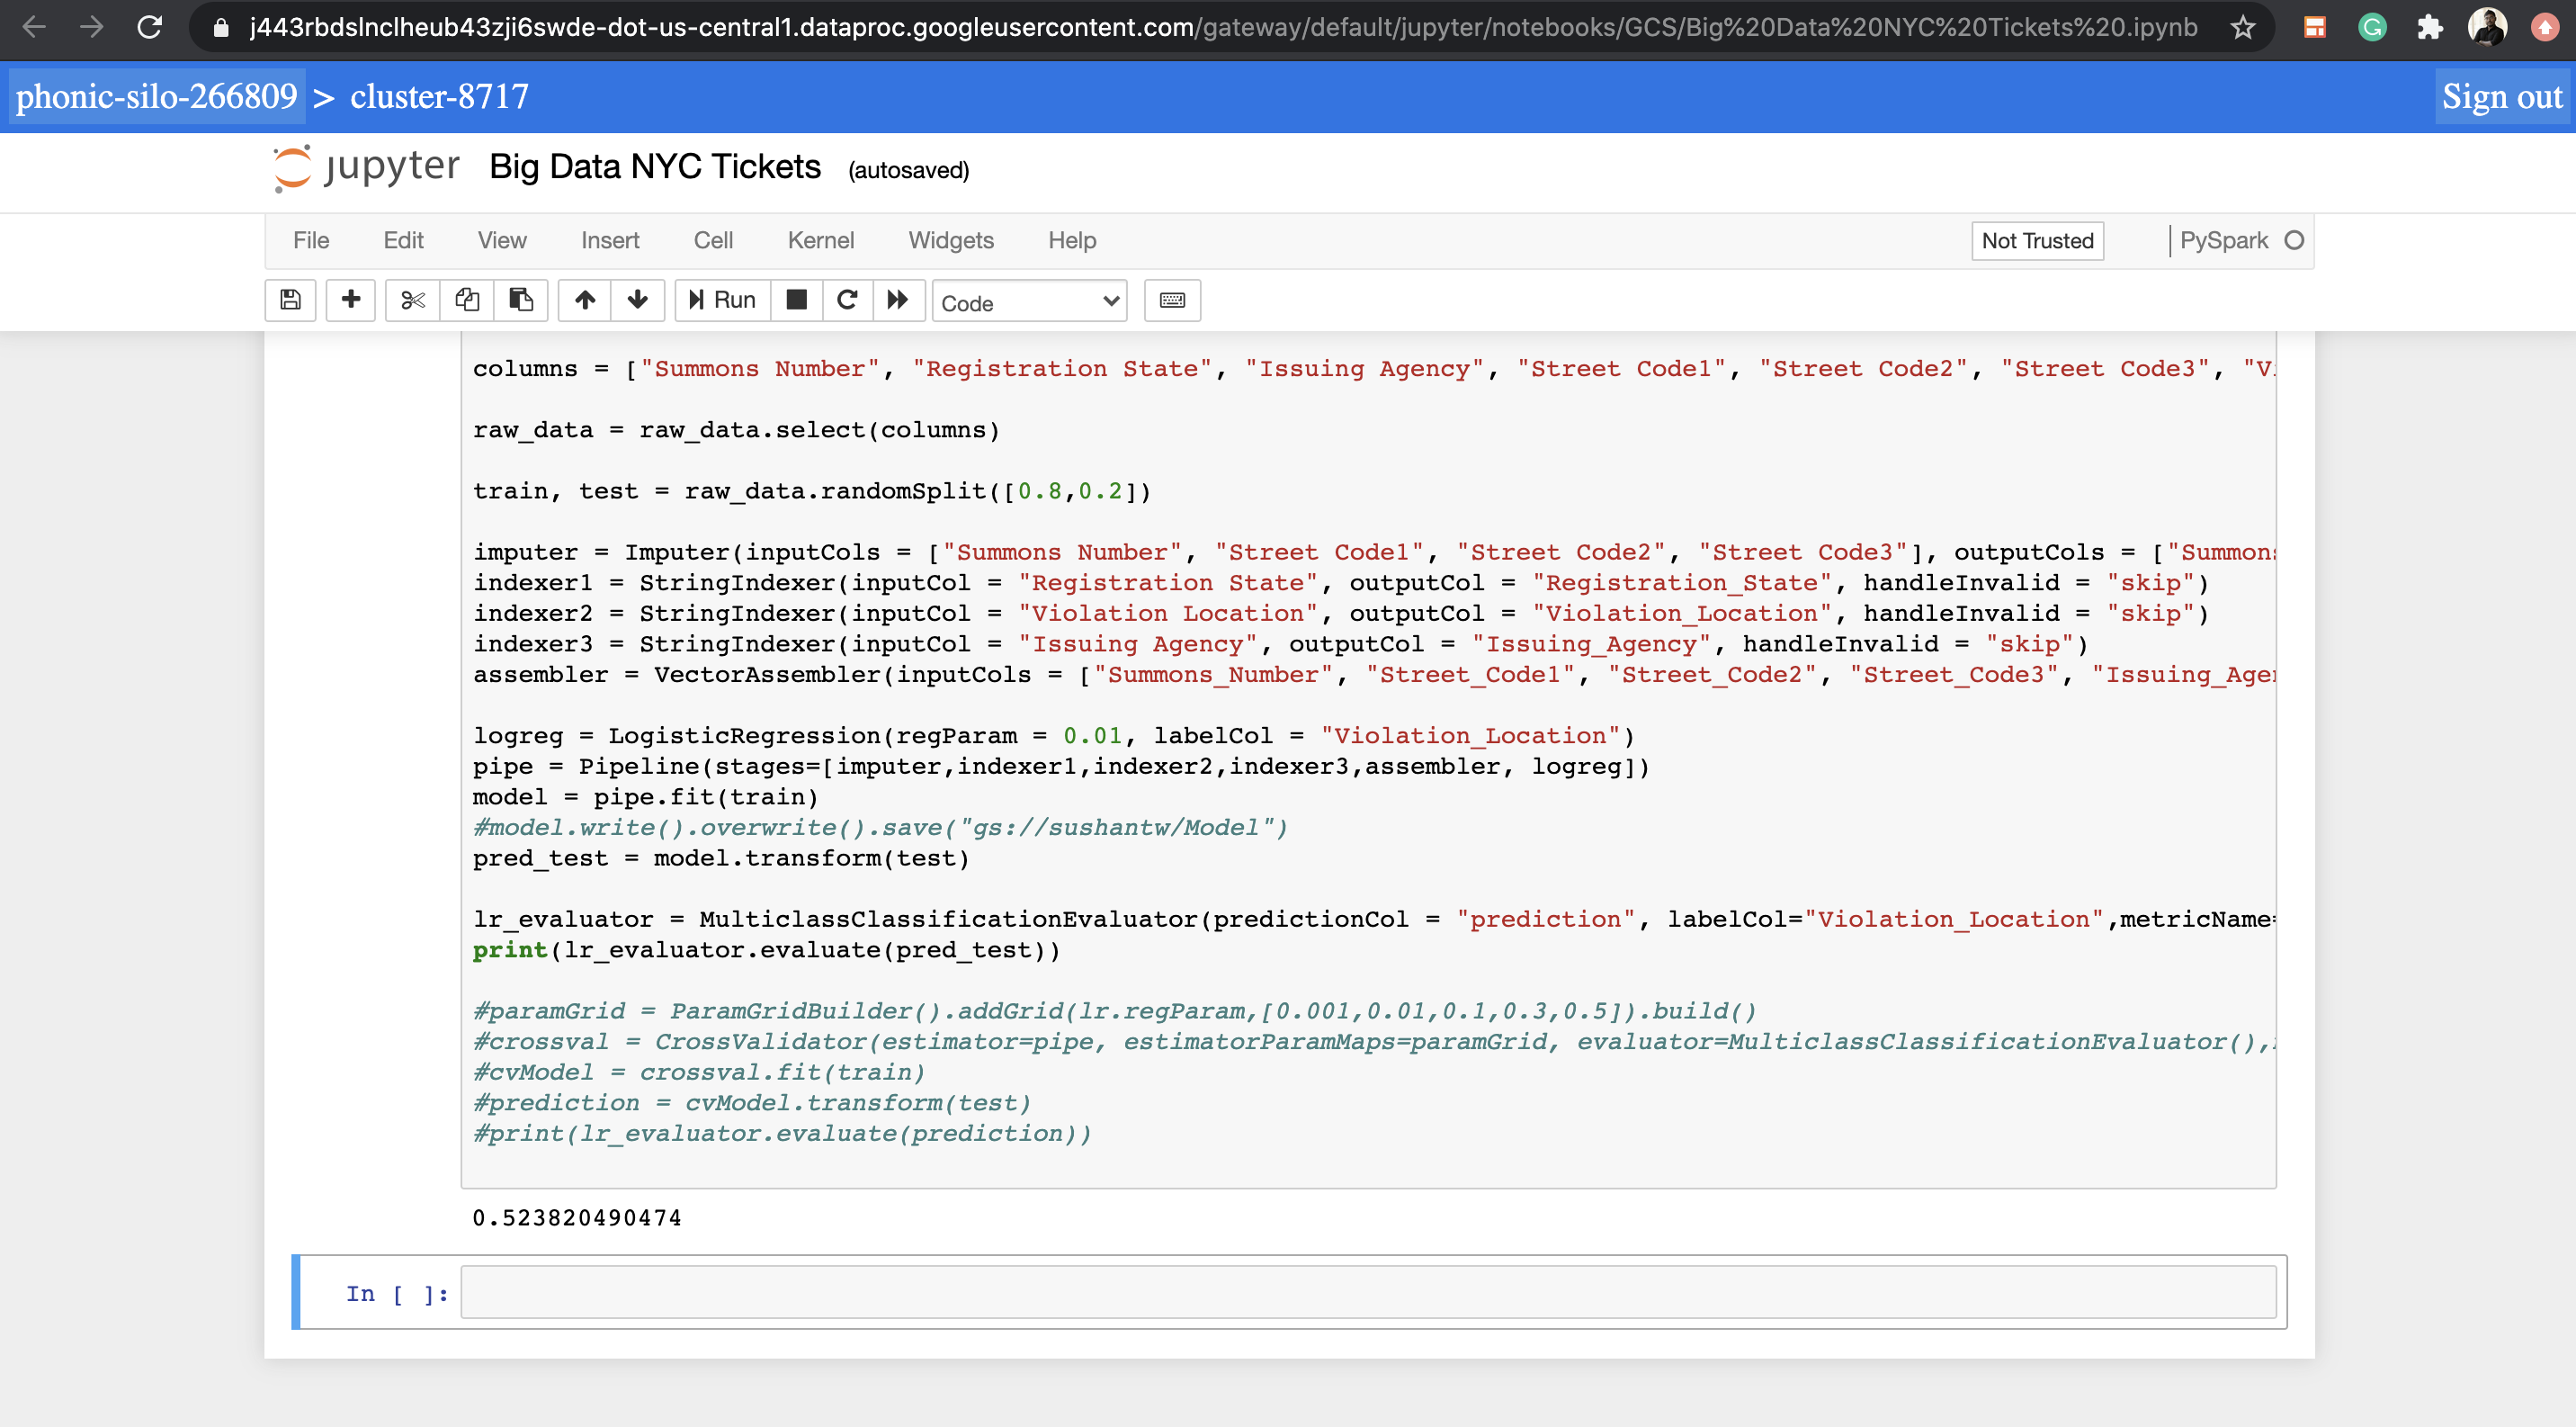 j443rbdslnclheub43zji6swde-dot-us-central1.dataproc.googleusercontent.com/gateway/default/jupyter/notebooks/GCS/Big%20Data%20NYC%20Tickets%20.ipynb
phonic-silo-266809 > cluster-8717 Sign out
jupyter Big Data NYC Tickets (autosaved)
File Edit View Insert Cell Kernel Widgets Help Not Trusted PySpark
Run Code
columns = ["Summons Number", "Registration State", "Issuing Agency", "Street Code1", "Street Code2", "Street Code3", "Vi
raw_data = raw_data.select(columns)
train, test = raw_data.randomSplit([0.8,0.2])
imputer = Imputer(inputCols = ["Summons Number", "Street Code1", "Street Code2", "Street Code3"], outputCols = ["Summons
indexer1 = StringIndexer(inputCol = "Registration State", outputCol = "Registration_State", handleInvalid = "skip")
indexer2 = StringIndexer(inputCol = "Violation Location", outputCol = "Violation_Location", handleInvalid = "skip")
indexer3 = StringIndexer(inputCol = "Issuing Agency", outputCol = "Issuing_Agency", handleInvalid = "skip")
assembler = VectorAssembler(inputCols = ["Summons_Number", "Street_Code1", "Street_Code2", "Street_Code3", "Issuing_Agen
logreg = LogisticRegression(regParam = 0.01, labelCol = "Violation_Location")
pipe = Pipeline(stages=[imputer,indexer1,indexer2,indexer3,assembler, logreg])
model = pipe.fit(train)
#model.write().overwrite().save("gs://sushantw/Model")
pred_test = model.transform(test)
lr_evaluator = MulticlassClassificationEvaluator(predictionCol = "prediction", labelCol="Violation_Location",metricName=
print(lr_evaluator.evaluate(pred_test))
#paramGrid = ParamGridBuilder().addGrid(lr.regParam,[0.001,0.01,0.1,0.3,0.5]).build()
#crossval = CrossValidator(estimator=pipe, estimatorParamMaps=paramGrid, evaluator=MulticlassClassificationEvaluator(),
#cvModel = crossval.fit(train)
#prediction = cvModel.transform(test)
#print(lr_evaluator.evaluate(prediction))
0.523820490474
In [ ]: